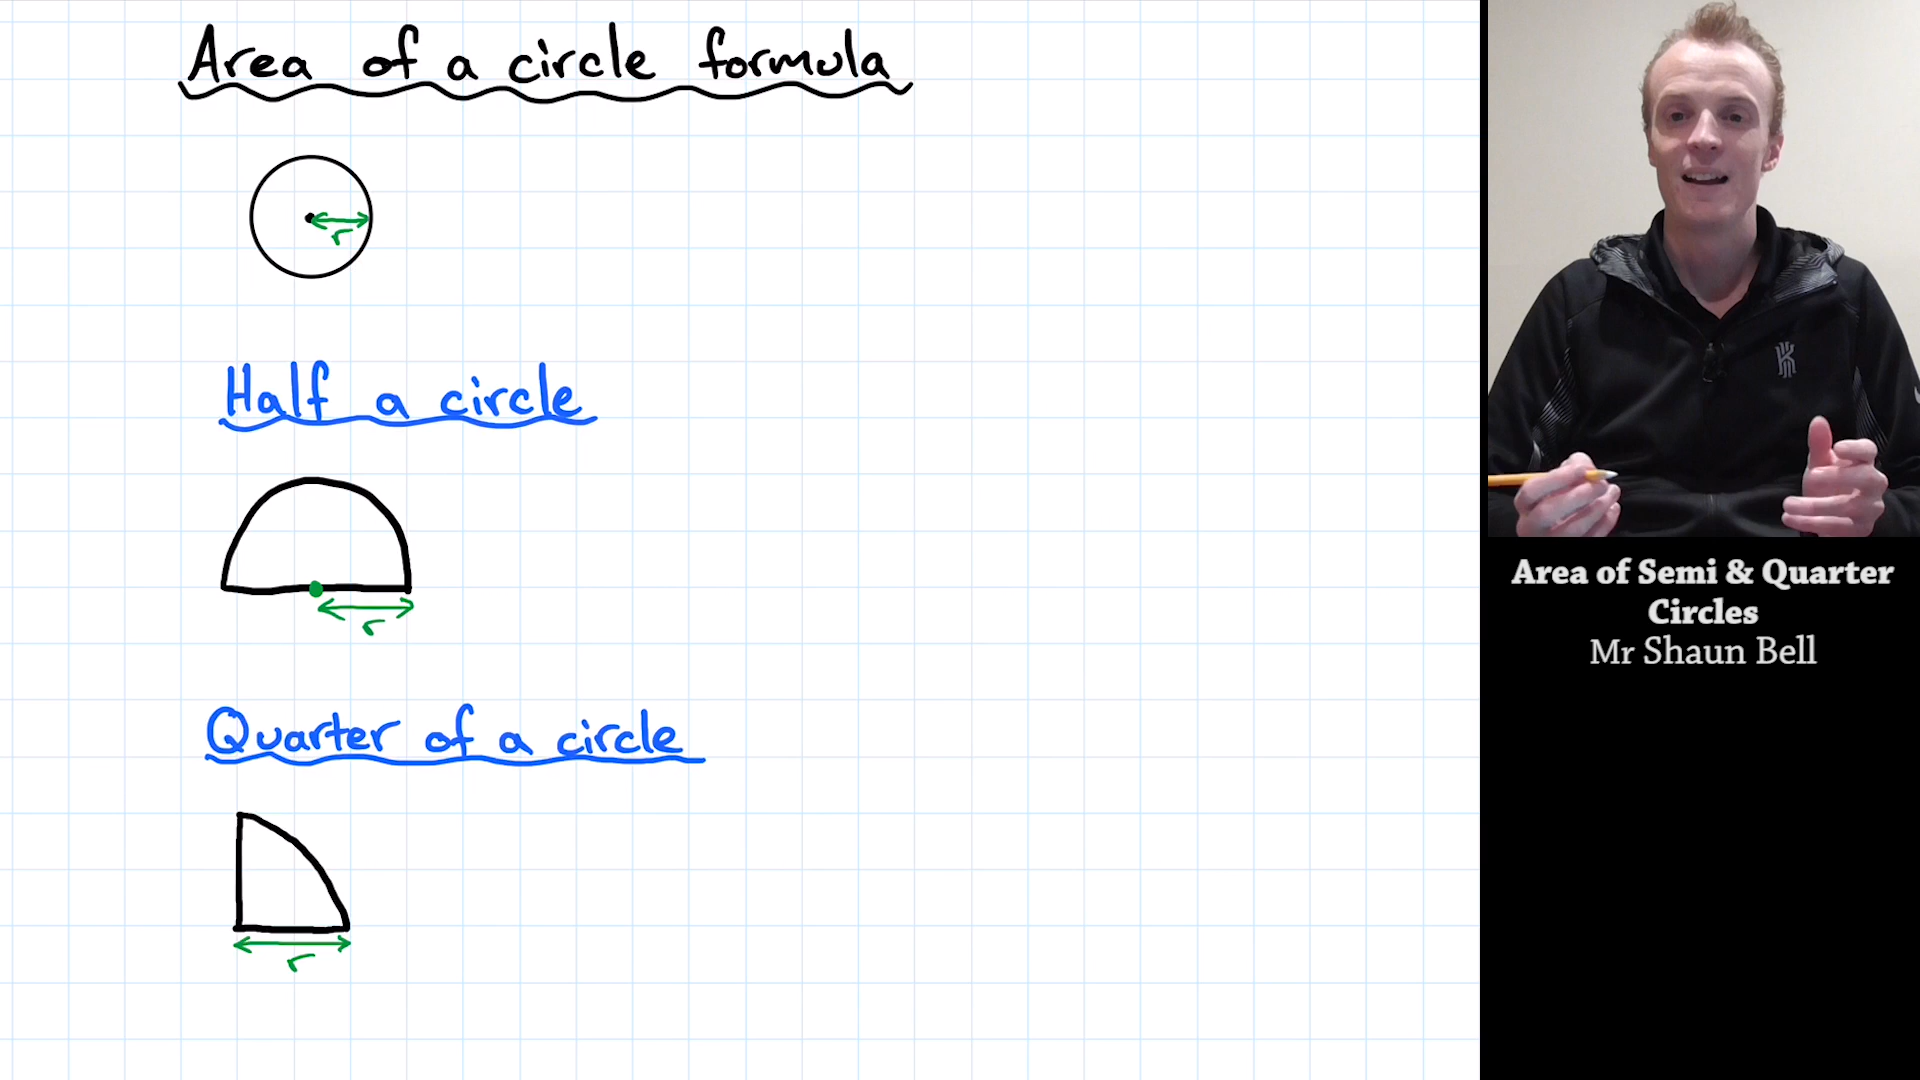 Area of a circle formula
r
Half a circle
r
Quarter of a circle
r
Area of Semi & Quarter
Circles
Mr Shaun Bell